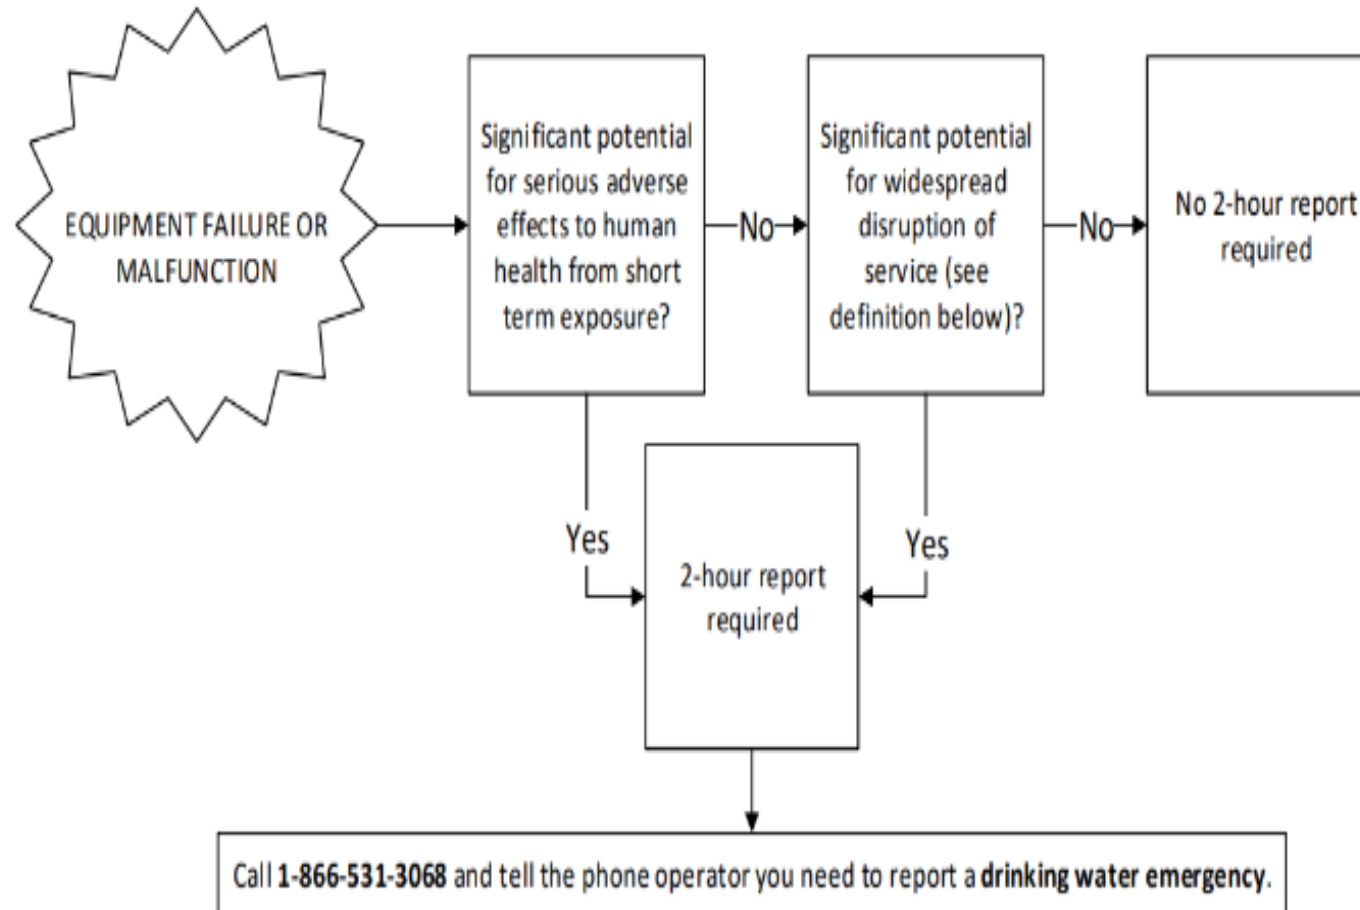 EQUIPMENT FAILURE OR
MALFUNCTION
Significant potential
for serious adverse
effects to human
health from short
term exposure?
No
Significant potential
for widespread
disruption of
service (see
definition below)?
No
No 2-hour report
required
Yes
2-hour report
required
Yes
Call 1-866-531-3068 and tell the phone operator you need to report a drinking water emergency.